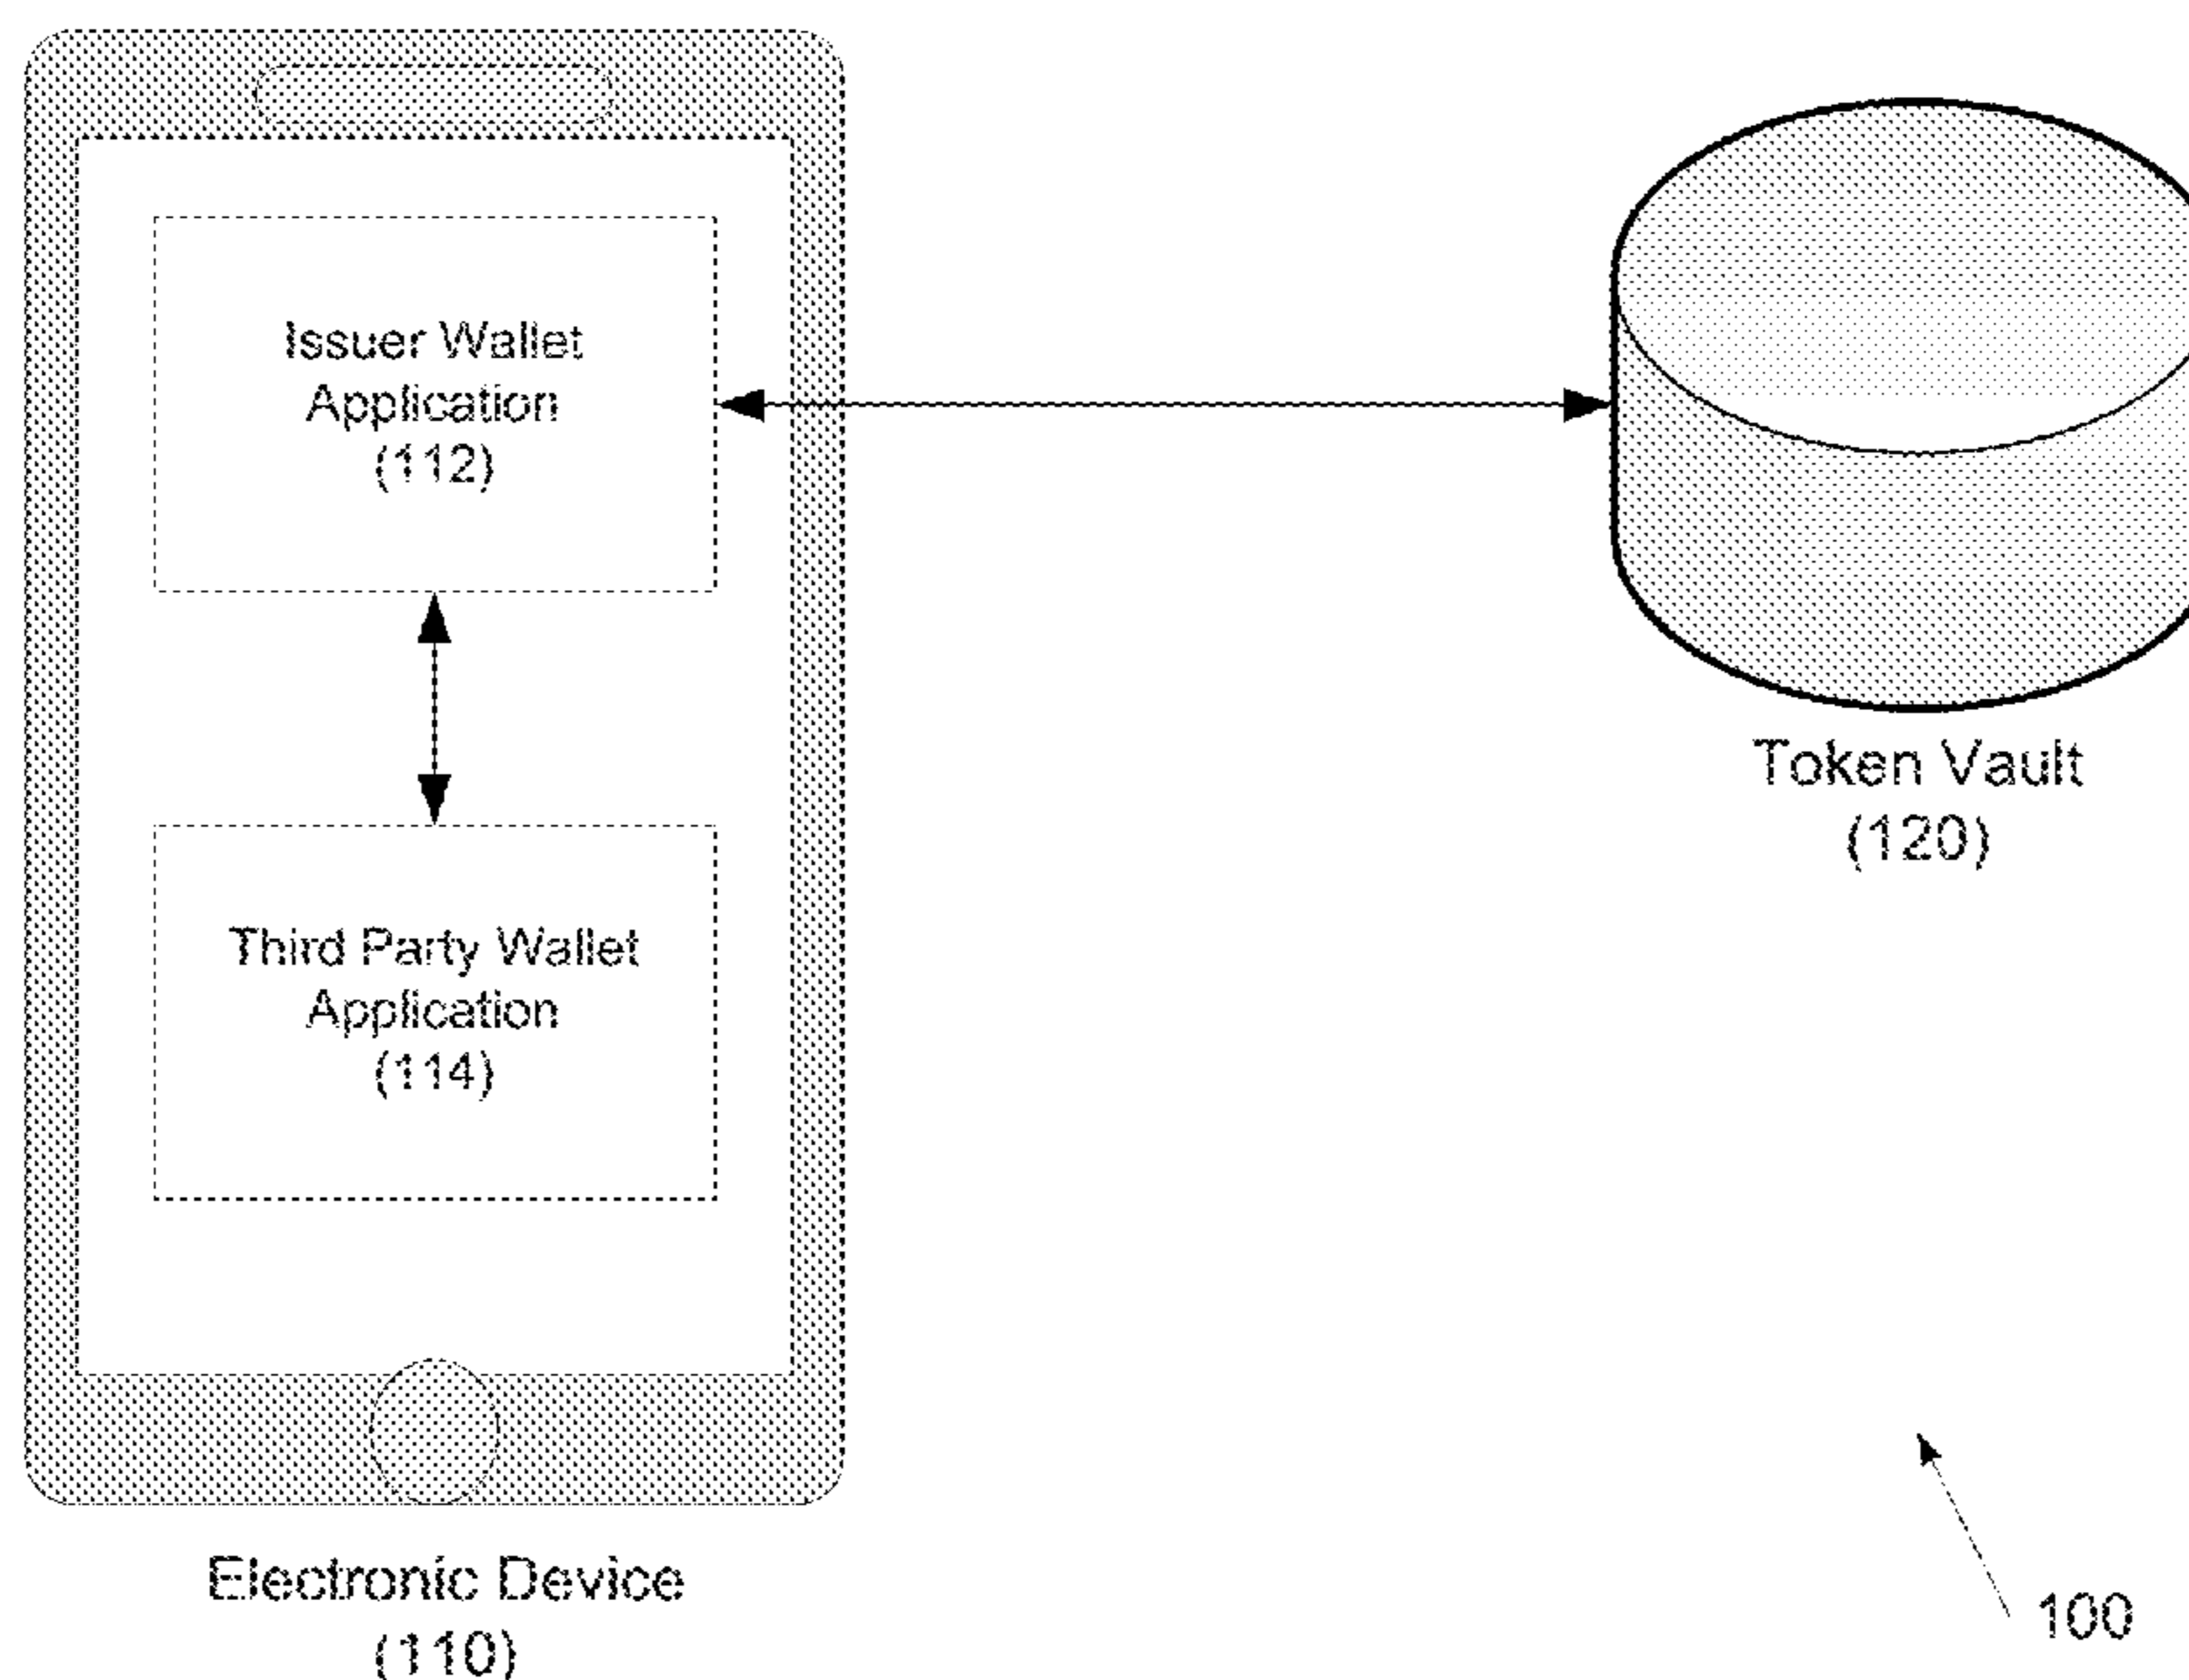 Issuer Wallet
Application
(112)
Third Party Wallet
Application
(114)
Token Vault
(120)
Electronic Device
(110)
100